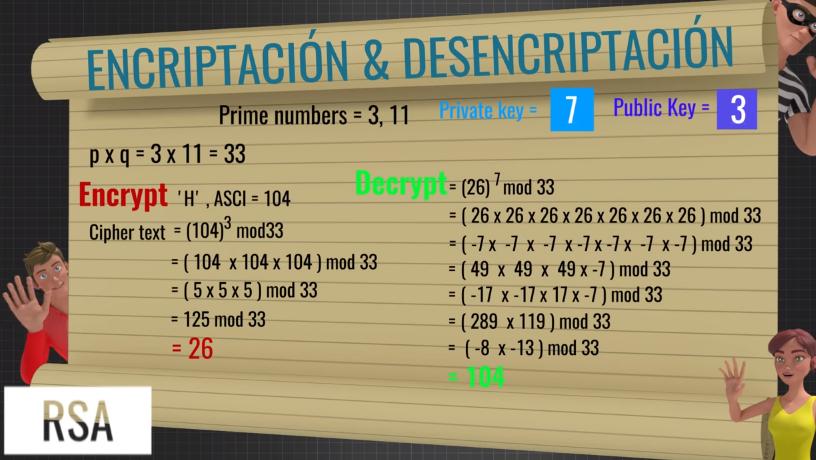 ENCRIPTACIÓN & DESENCRIPTACIÓN
Prime numbers = 3, 11 Private key = 7 Public Key = 3
p x q = 3 x 11 = 33
Encrypt 'H' , ASCI = 104
Cipher text = (104)^3 mod33
= ( 104 x 104 x 104 ) mod 33
= ( 5 x 5 x 5 ) mod 33
= 125 mod 33
= 26
Decrypt = (26)^7 mod 33
= ( 26 x 26 x 26 x 26 x 26 x 26 x 26 ) mod 33
= ( -7 x -7 x -7 x -7 x -7 x -7 x -7 ) mod 33
= ( 49 x 49 x 49 x -7 ) mod 33
= ( -17 x -17 x 17 x -7 ) mod 33
= ( 289 x 119 ) mod 33
= ( -8 x -13 ) mod 33
= 104
RSA